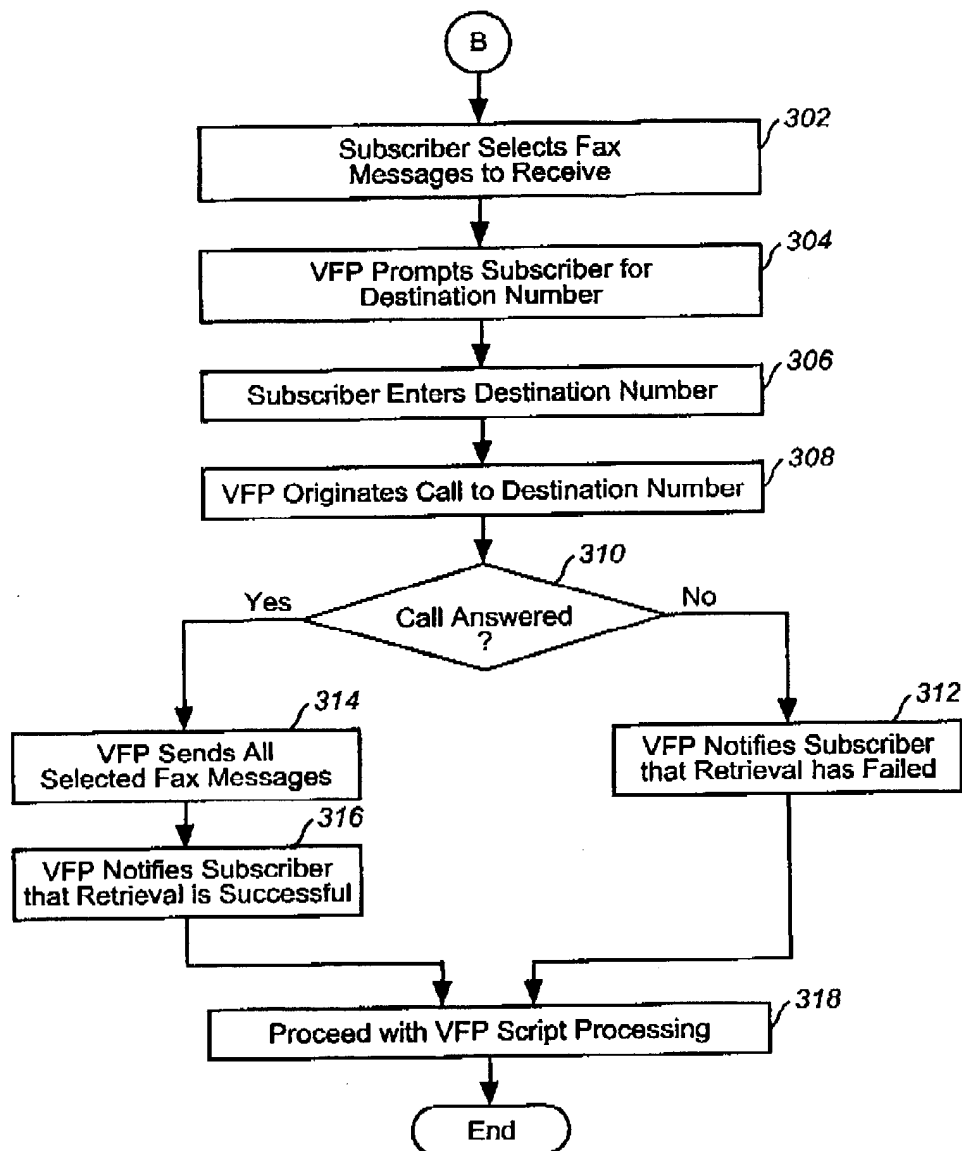 B
302
Subscriber Selects Fax
Messages to Receive
304
VFP Prompts Subscriber for
Destination Number
306
Subscriber Enters Destination Number
308
VFP Originates Call to Destination Number
310
Yes
Call Answered
?
No
314
VFP Sends All
Selected Fax Messages
312
VFP Notifies Subscriber
that Retrieval has Failed
316
VFP Notifies Subscriber
that Retrieval is Successful
318
Proceed with VFP Script Processing
End